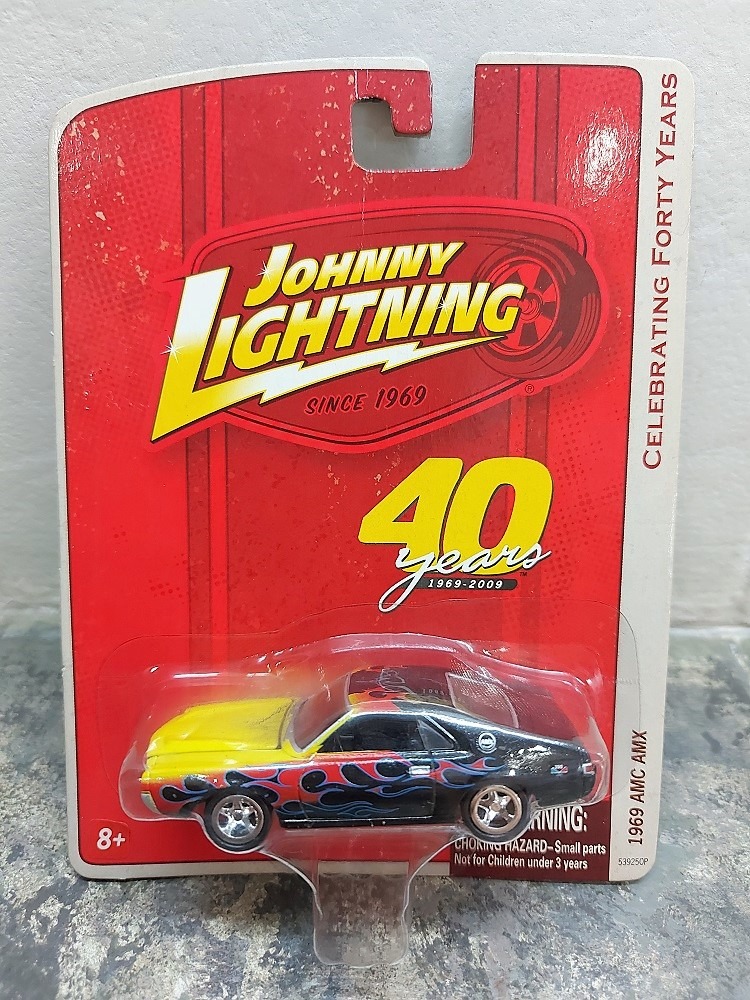 JOHNNY
LIGHTNING
SINCE 1969
®
40
years
™
1969-2009
CELEBRATING FORTY YEARS
1969 AMC AMX
8+
CHOKING HAZARD–Small parts
Not for Children under 3 years
53925OP